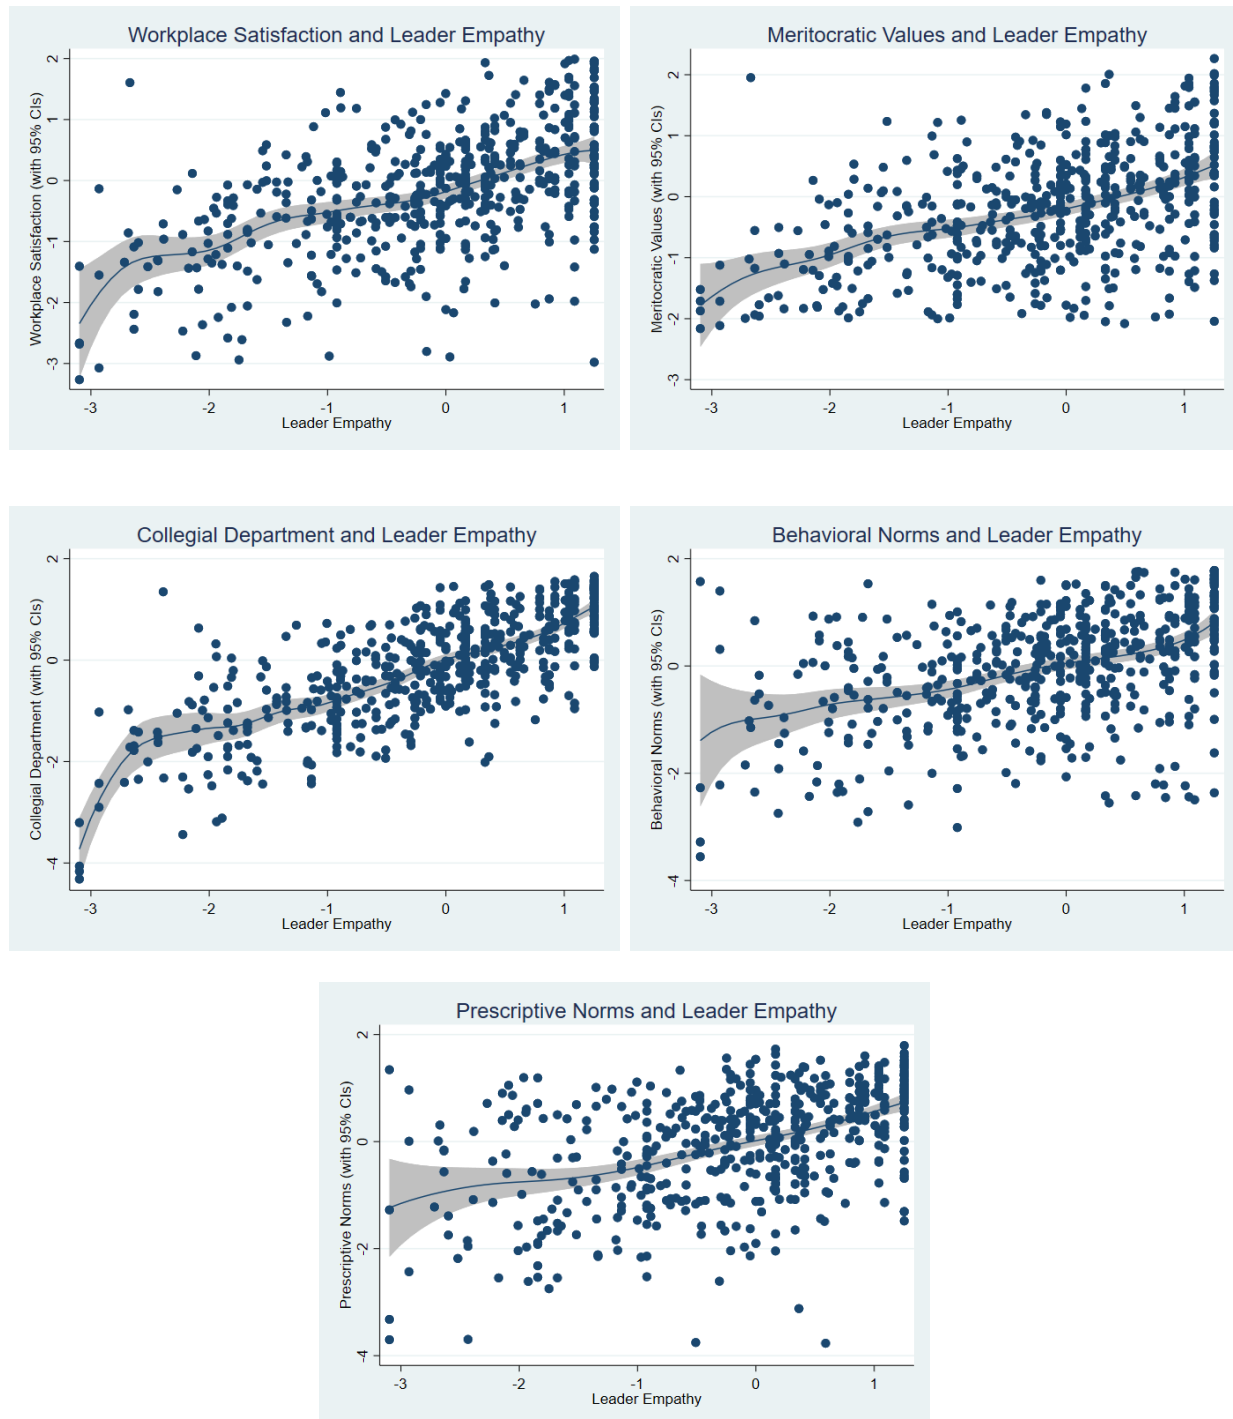 Workplace Satisfaction and Leader Empathy
Workplace Satisfaction (with 95% CIs)
2
1
0
-1
-2
-3
-3 -2 -1 0 1
Leader Empathy
Meritocratic Values and Leader Empathy
Meritocratic Values (with 95% CIs)
2
1
0
-1
-2
-3
-3 -2 -1 0 1
Leader Empathy
Collegial Department and Leader Empathy
Collegial Department (with 95% CIs)
2
0
-2
-4
-3 -2 -1 0 1
Leader Empathy
Behavioral Norms and Leader Empathy
Behavioral Norms (with 95% CIs)
2
0
-2
-4
-3 -2 -1 0 1
Leader Empathy
Prescriptive Norms and Leader Empathy
Prescriptive Norms (with 95% CIs)
2
0
-2
-4
-3 -2 -1 0 1
Leader Empathy